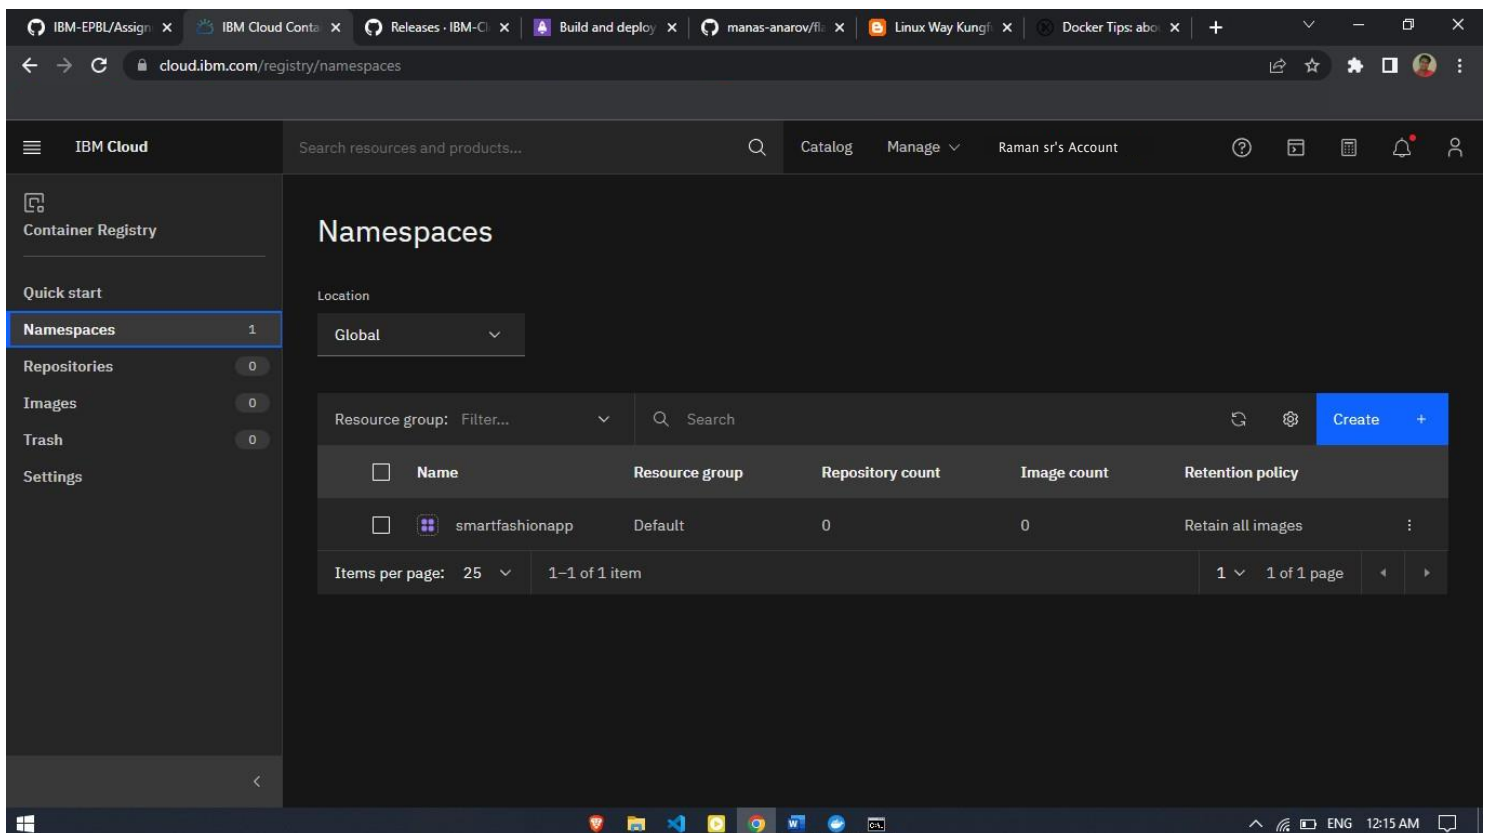 IBM-EPBL/Assign
IBM Cloud Conta
Releases · IBM-Cl
Build and deploy
manas-anarov/fla
Linux Way Kungf
Docker Tips: abou
cloud.ibm.com/registry/namespaces
IBM Cloud
Search resources and products...
Catalog
Manage
Raman sr's Account
Container Registry
Quick start
Namespaces 1
Repositories 0
Images 0
Trash 0
Settings
Namespaces
Location
Global
Resource group: Filter...
Search
Create +
Name Resource group Repository count Image count Retention policy
smartfashionapp Default 0 0 Retain all images
Items per page: 25 1–1 of 1 item 1 1 of 1 page
ENG 12:15 AM